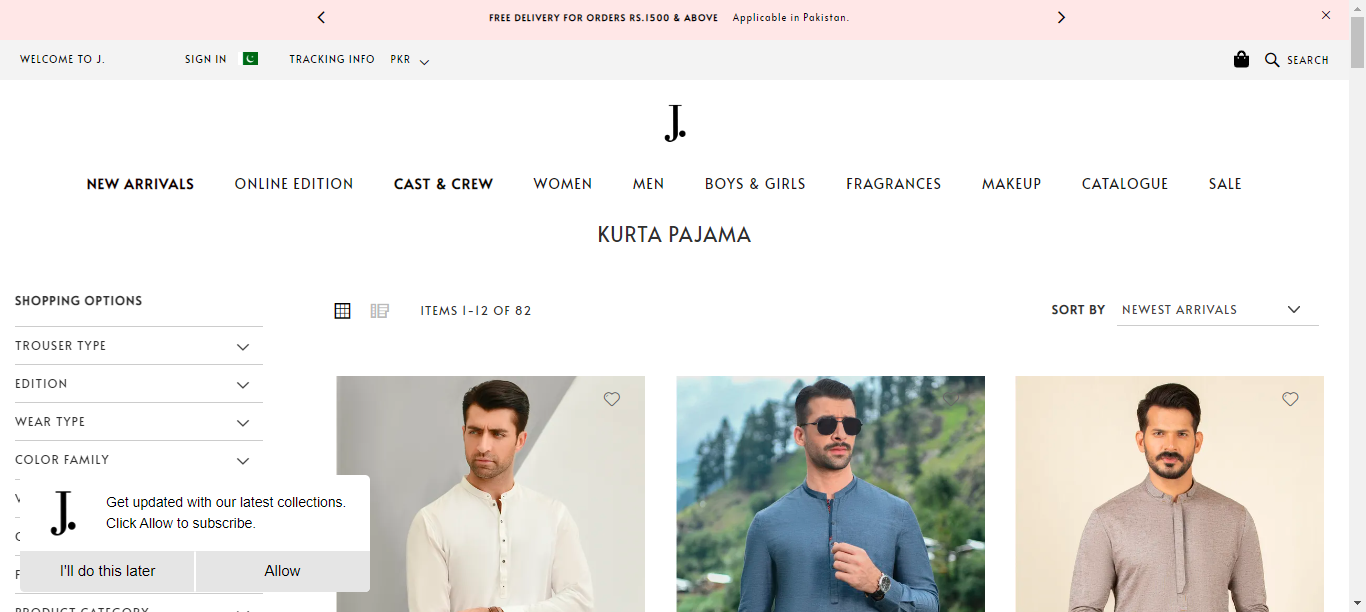 FREE DELIVERY FOR ORDERS RS.1500 & ABOVE Applicable in Pakistan.
WELCOME TO J. SIGN IN TRACKING INFO PKR SEARCH
J.
NEW ARRIVALS ONLINE EDITION CAST & CREW WOMEN MEN BOYS & GIRLS FRAGRANCES MAKEUP CATALOGUE SALE
KURTA PAJAMA
SHOPPING OPTIONS
ITEMS 1-12 OF 82
SORT BY NEWEST ARRIVALS
TROUSER TYPE
EDITION
WEAR TYPE
COLOR FAMILY
J.
Get updated with our latest collections.
Click Allow to subscribe.
I'll do this later Allow
PRODUCT CATEGORY